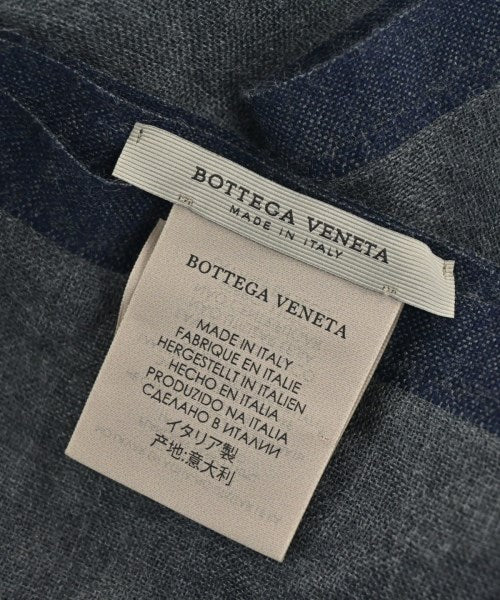 BOTTEGA VENETA
MADE IN ITALY
BOTTEGA VENETA
MADE IN ITALY
FABRIQUE EN ITALIE
HERGESTELLT IN ITALIEN
HECHO EN ITALIA
PRODUZIDO NA ITALIA
СДЕЛАНО В ИТАЛИИ
イタリア製
产地:意大利